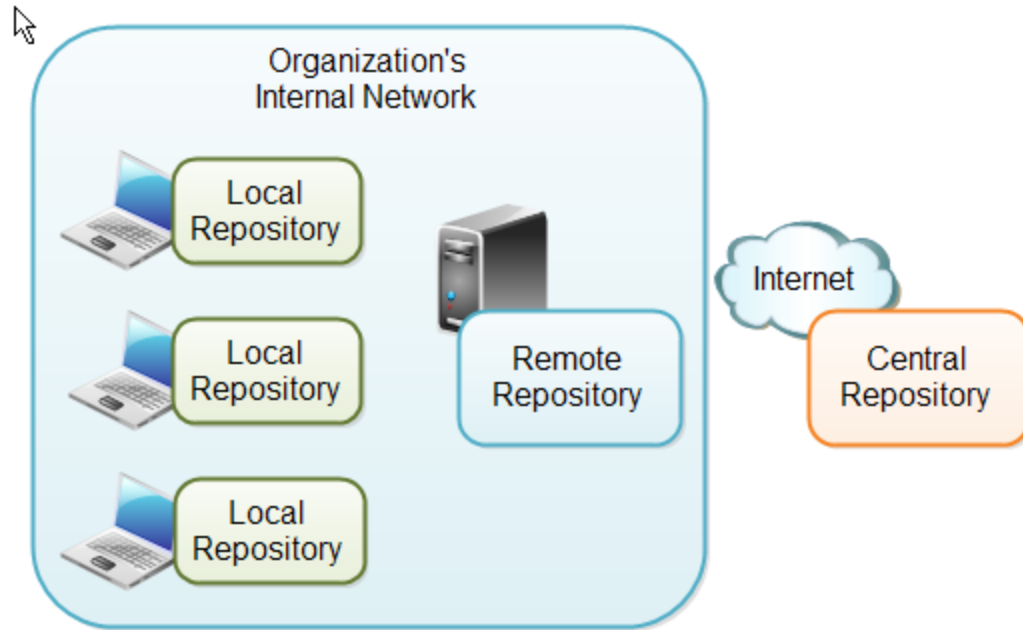 Organization's
Internal Network
Local
Repository
Local
Repository
Local
Repository
Remote
Repository
Internet
Central
Repository